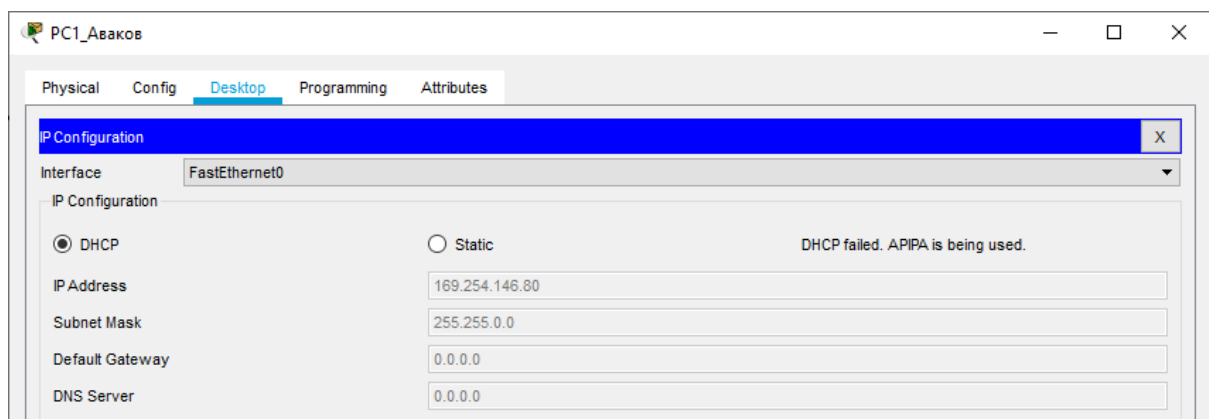 PC1_Аваков
Physical Config Desktop Programming Attributes
IP Configuration X
Interface FastEthernet0
IP Configuration
DHCP Static DHCP failed. APIPA is being used.
IP Address 169.254.146.80
Subnet Mask 255.255.0.0
Default Gateway 0.0.0.0
DNS Server 0.0.0.0